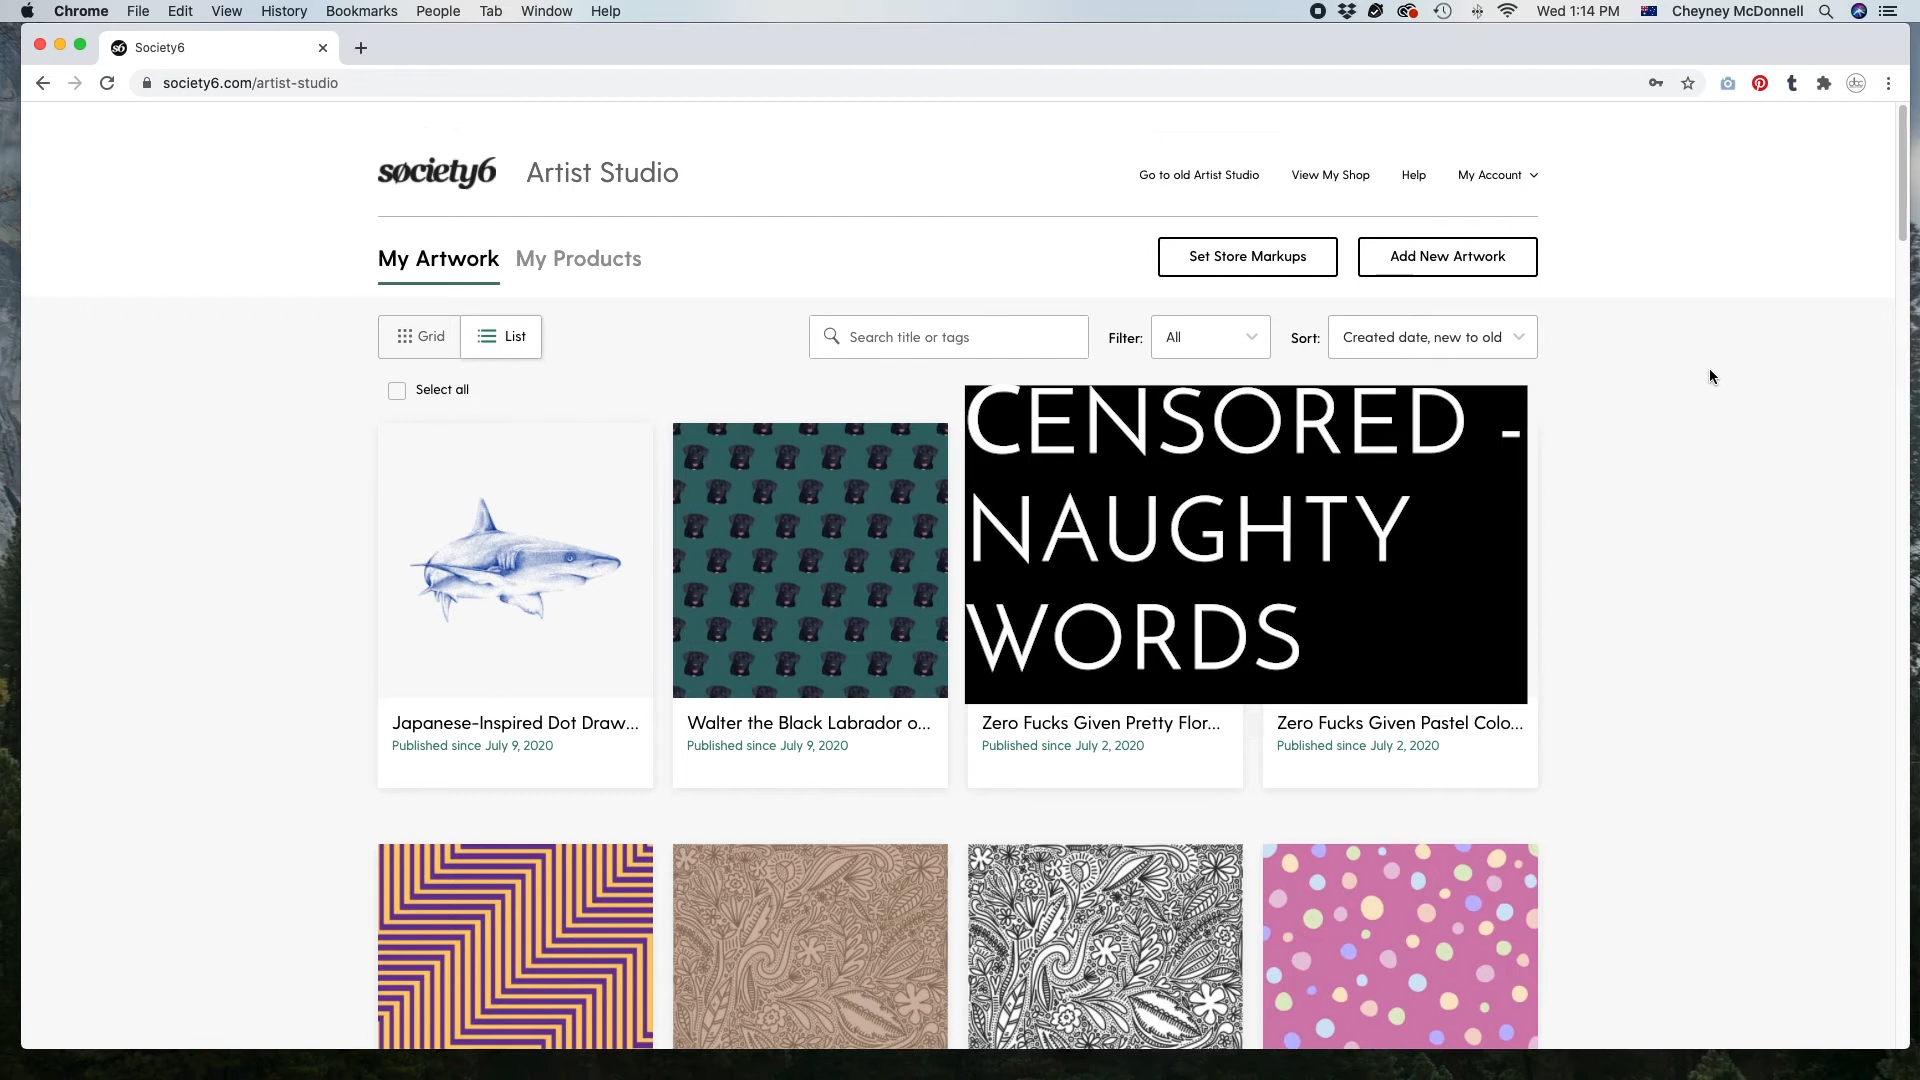 Chrome File Edit View History Bookmarks People Tab Window Help
Wed 1:14 PM Cheyney McDonnell
Society6
society6.com/artist-studio
society6 Artist Studio
Go to old Artist Studio View My Shop Help My Account
My Artwork My Products
Set Store Markups Add New Artwork
Grid List
Search title or tags Filter: All Sort: Created date, new to old
Select all
CENSORED -
NAUGHTY
WORDS
Japanese-Inspired Dot Draw... Walter the Black Labrador o... Zero Fucks Given Pretty Flor... Zero Fucks Given Pastel Colo...
Published since July 9, 2020 Published since July 9, 2020 Published since July 2, 2020 Published since July 2, 2020